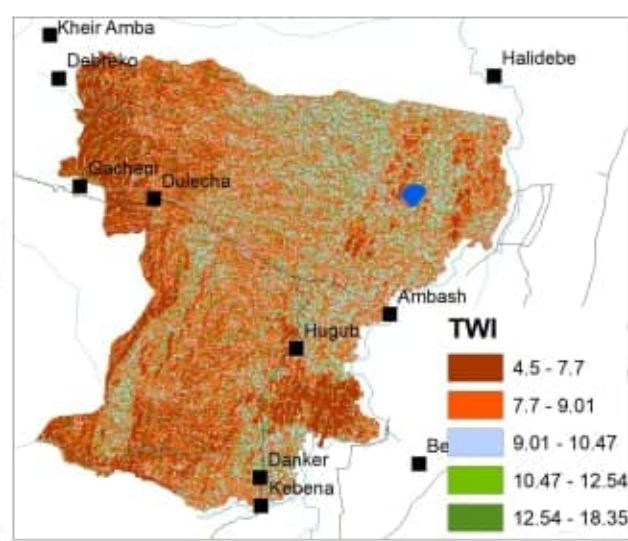 Kheir Amba
Debreko
Halidebe
Gacheni
Dulecha
Ambash
Hugub
TWI
4.5 - 7.7
7.7 - 9.01
Be
9.01 - 10.47
Danker
10.47 - 12.54
Kebena
12.54 - 18.35